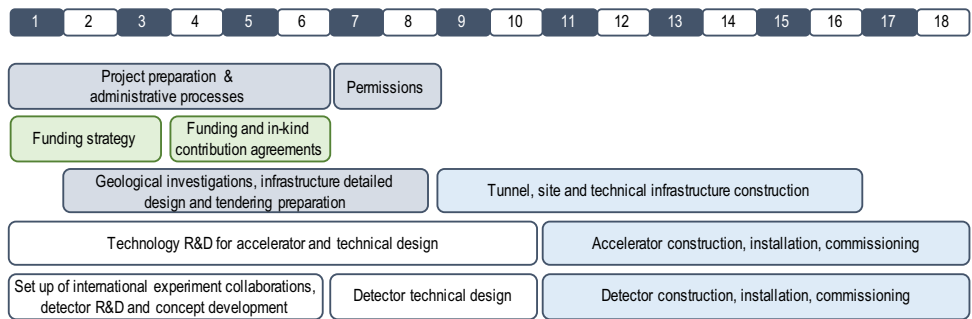 1 2 3 4 5 6 7 8 9 10 11 12 13 14 15 16 17 18
Project preparation &
administrative processes
Permissions
Funding strategy
Funding and in-kind
contribution agreements
Geological investigations, infrastructure detailed
design and tendering preparation
Tunnel, site and technical infrastructure construction
Technology R&D for accelerator and technical design
Accelerator construction, installation, commissioning
Set up of international experiment collaborations,
detector R&D and concept development
Detector technical design
Detector construction, installation, commissioning